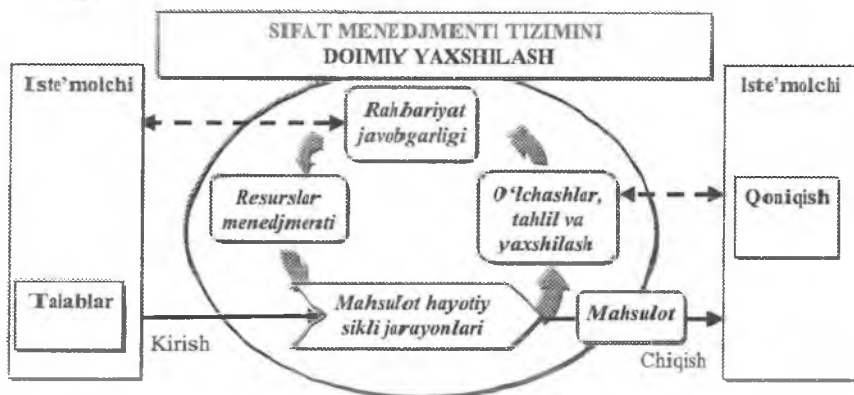 SIFAT MENEDJMENTI TIZIMINI
DOIMIY YAXSHILASH
Iste’molchi
Iste’molchi
Rahbariyat
javobgarligi
Resurslar
menedjmenti
O‘lchashlar,
tahlil va
yaxshilash
Qoniqish
Talablar
Mahsulot hayotiy
sikli jarayonlari
Mahsulot
Kirish
Chiqish